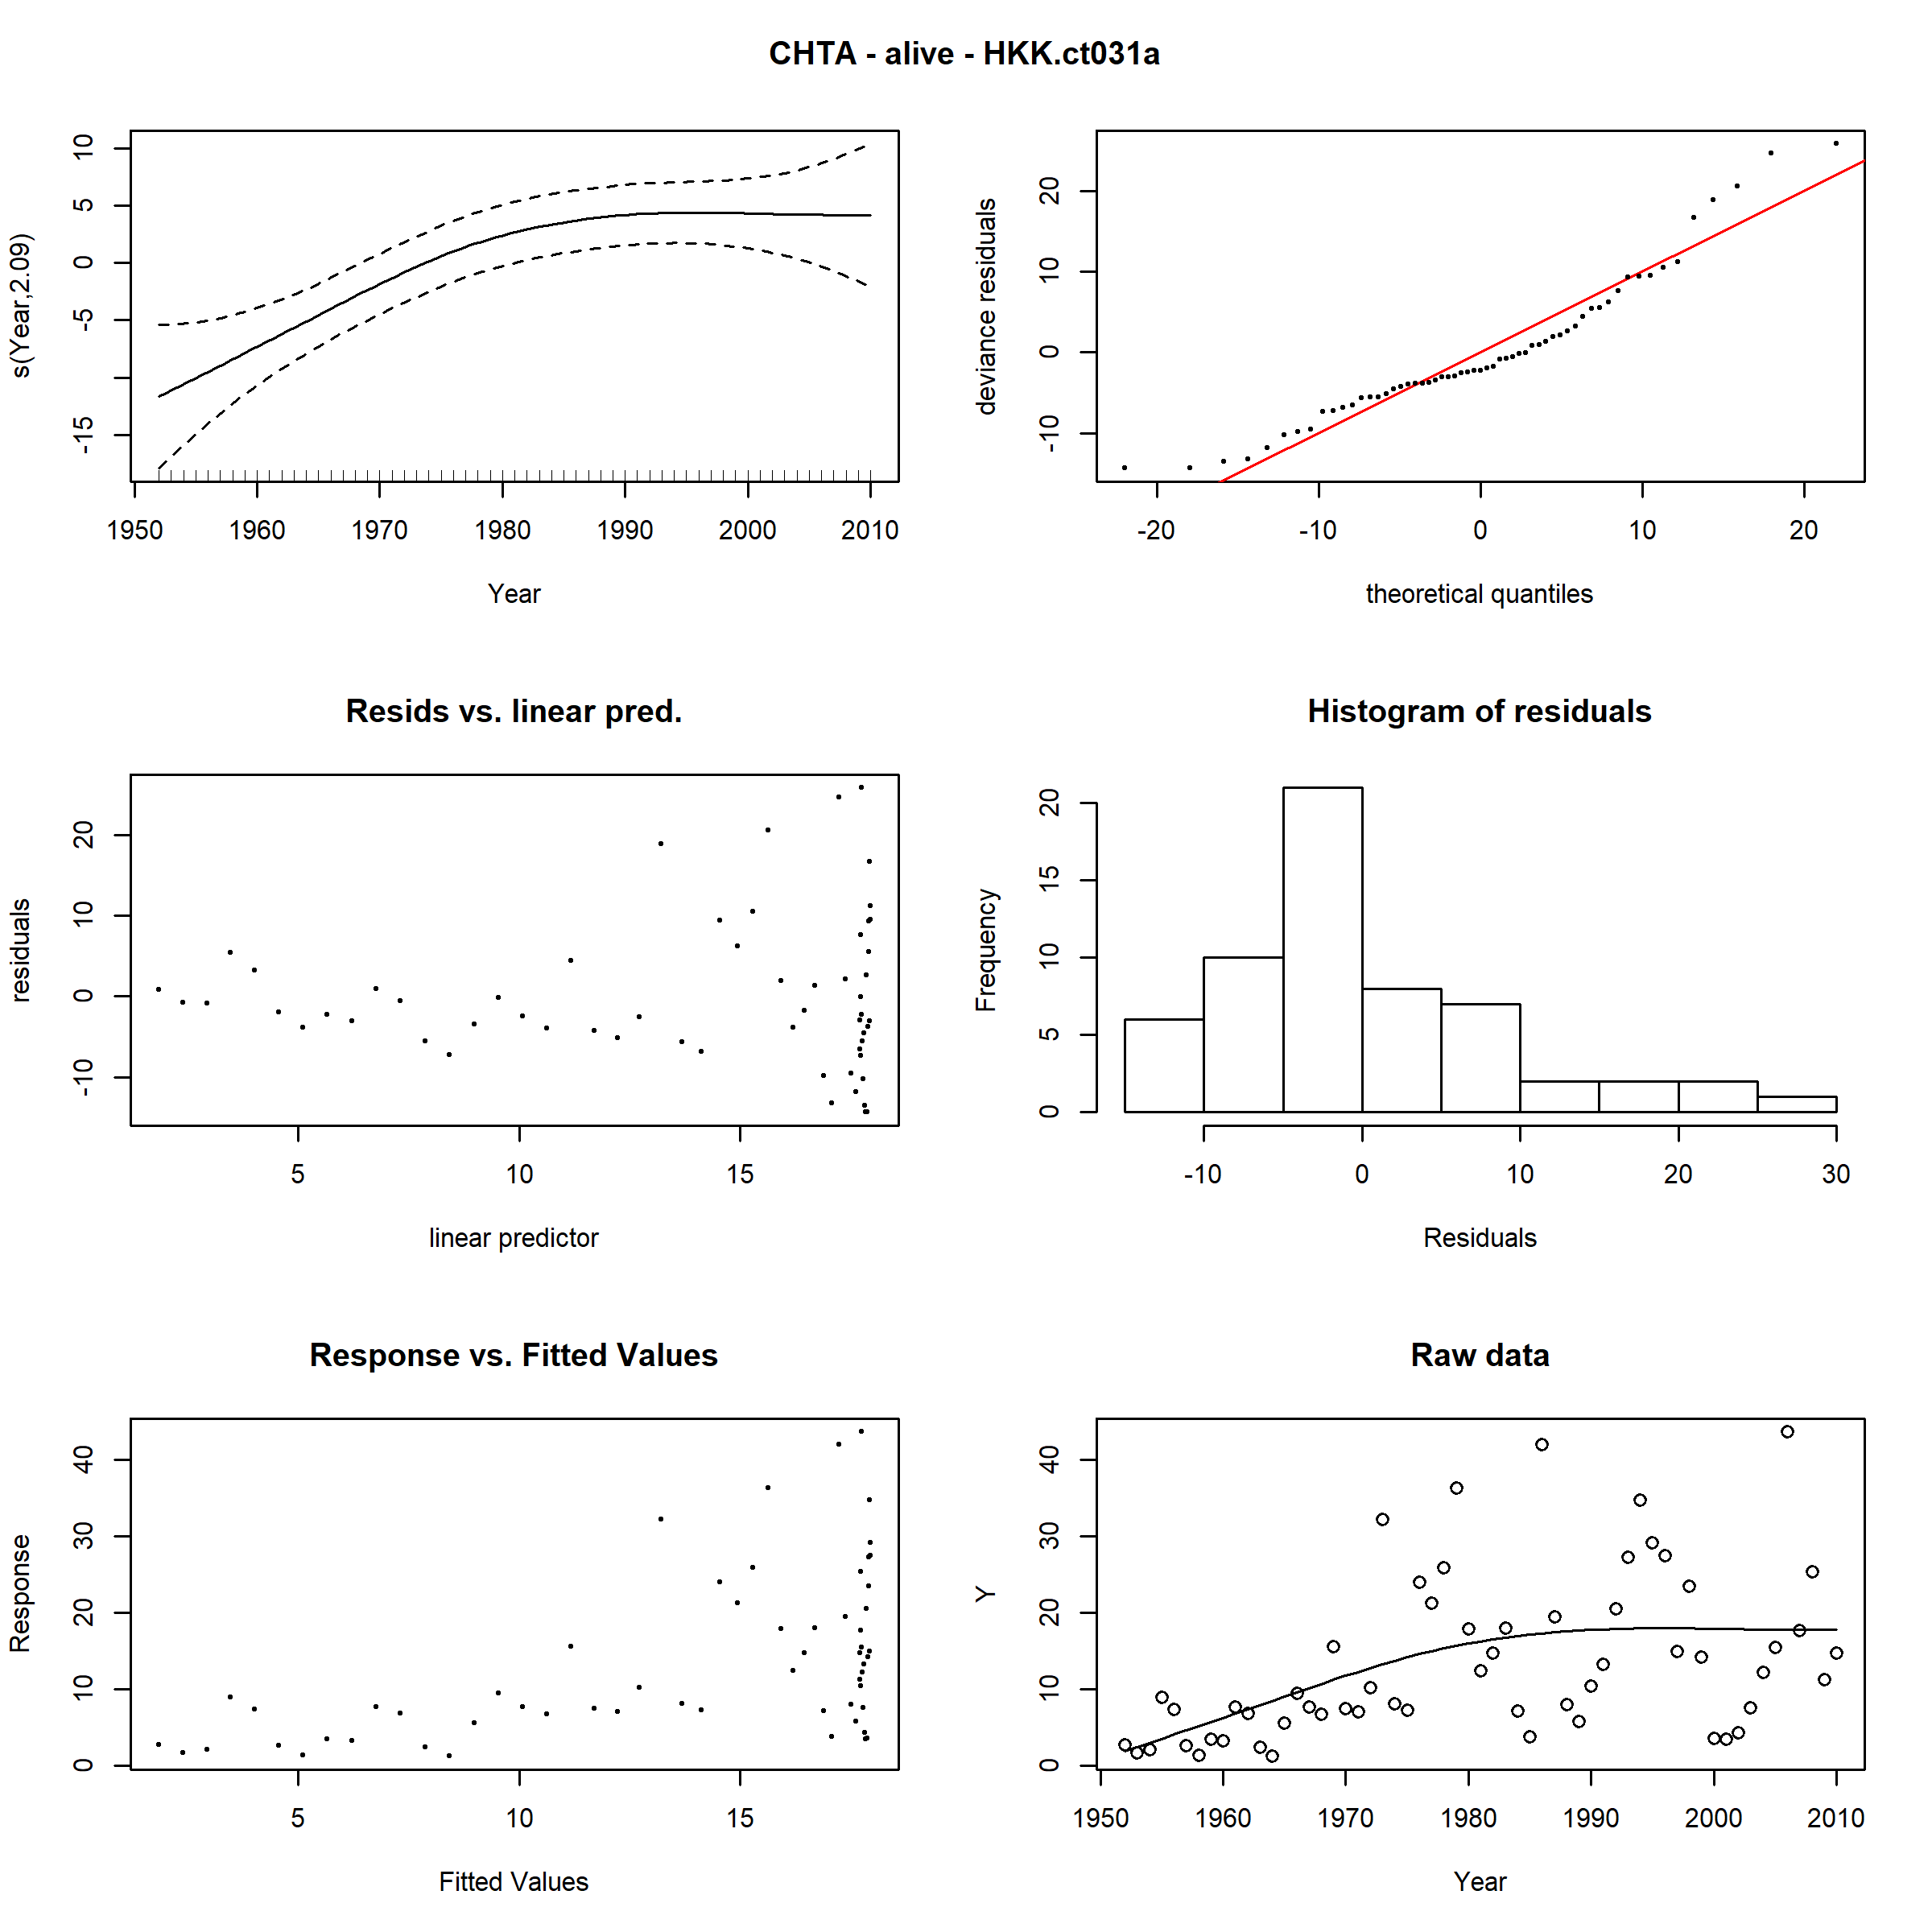 CHTA - alive - HKK.ct031a
s(Year,2.09)
10
5
0
-5
-15
1950 1960 1970 1980 1990 2000 2010
Year
deviance residuals
20
10
0
-10
-20 -10 0 10 20
theoretical quantiles
Resids vs. linear pred.
residuals
20
10
0
-10
5 10 15
linear predictor
Histogram of residuals
Frequency
20
15
10
5
0
-10 0 10 20 30
Residuals
Response vs. Fitted Values
Response
40
30
20
10
0
5 10 15
Fitted Values
Raw data
Y
40
30
20
10
0
1950 1960 1970 1980 1990 2000 2010
Year